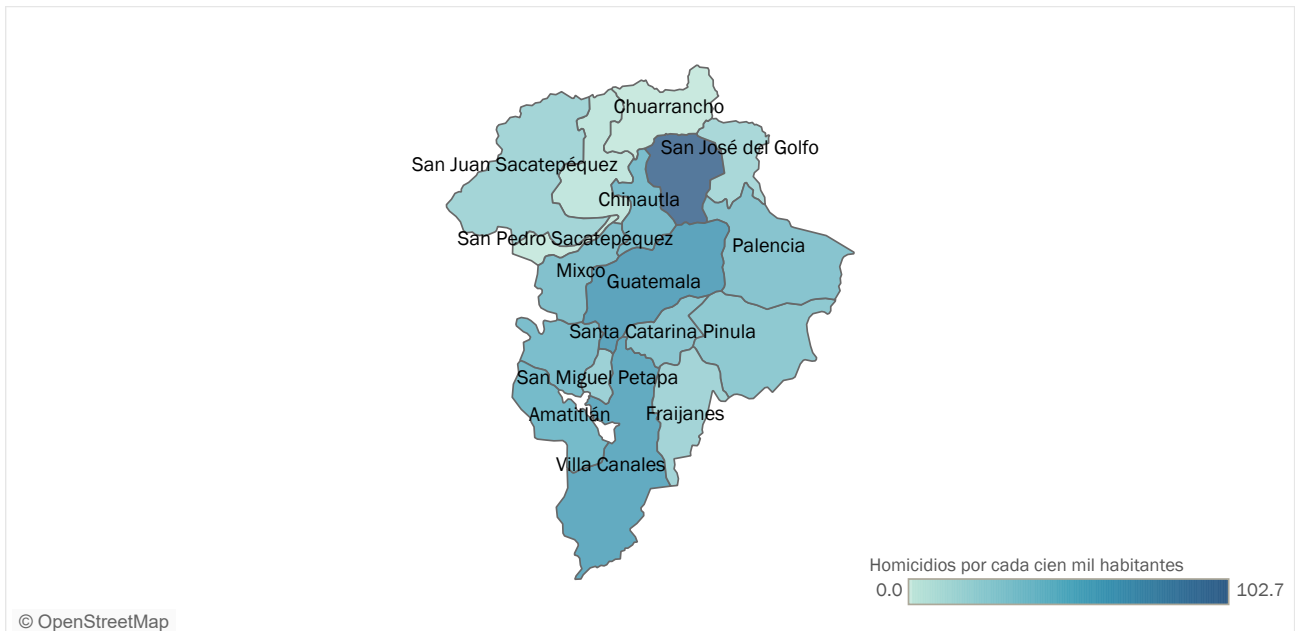 Chuarrancho
San José del Golfo
San Juan Sacatepéquez
Chinautla
San Pedro Sacatepéquez
Palencia
Mixco
Guatemala
Santa Catarina Pinula
San Miguel Petapa
Amatitlán
Fraijanes
Villa Canales
Homicidios por cada cien mil habitantes
0.0
102.7
© OpenStreetMap